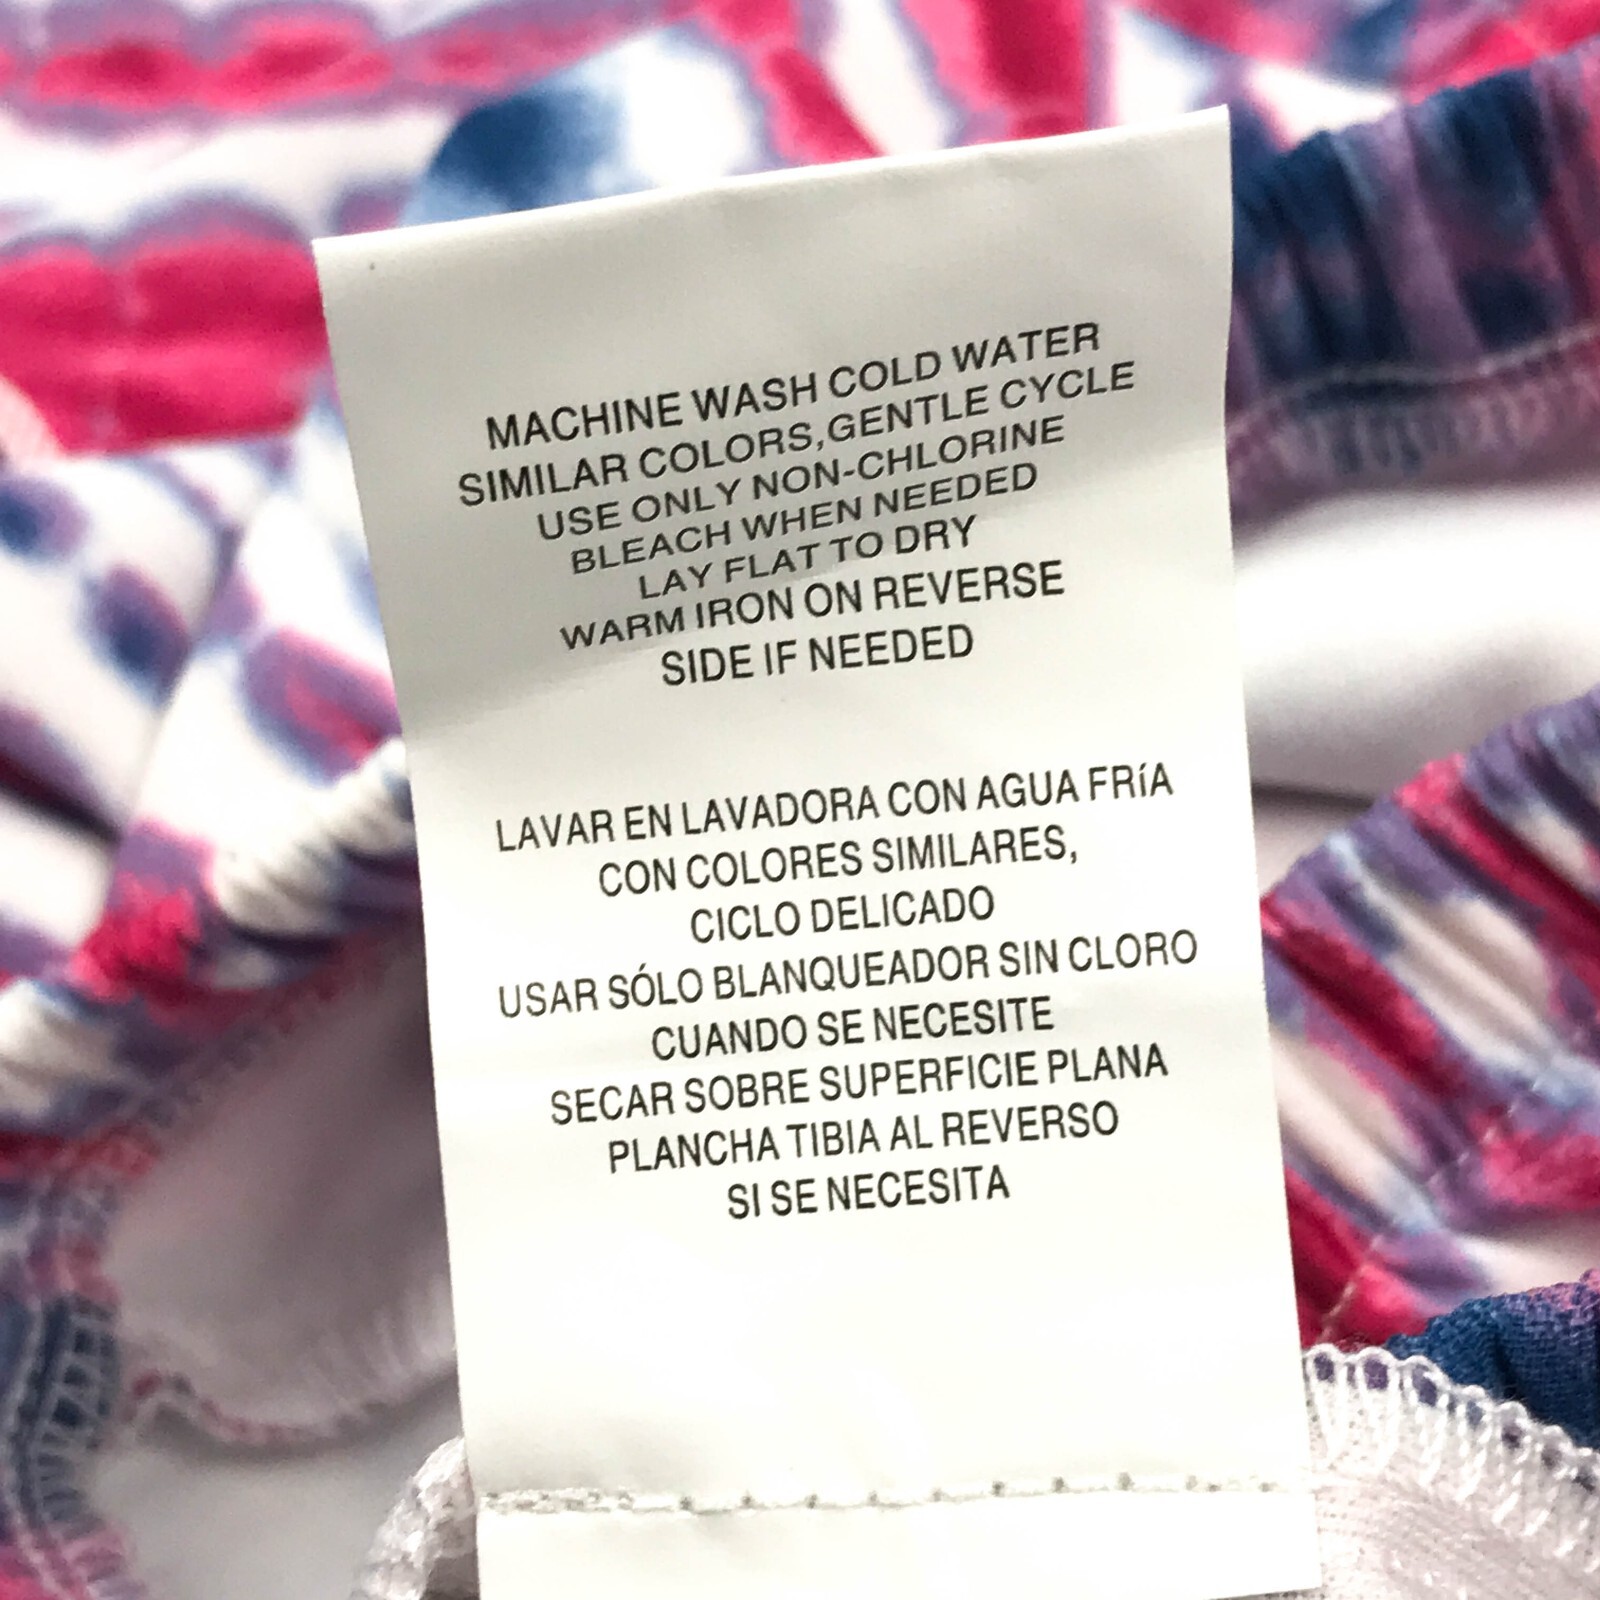 MACHINE WASH COLD WATER
SIMILAR COLORS,GENTLE CYCLE
USE ONLY NON-CHLORINE
BLEACH WHEN NEEDED
LAY FLAT TO DRY
WARM IRON ON REVERSE
SIDE IF NEEDED
LAVAR EN LAVADORA CON AGUA FRíA
CON COLORES SIMILARES,
CICLO DELICADO
USAR SÓLO BLANQUEADOR SIN CLORO
CUANDO SE NECESITE
SECAR SOBRE SUPERFICIE PLANA
PLANCHA TIBIA AL REVERSO
SI SE NECESITA